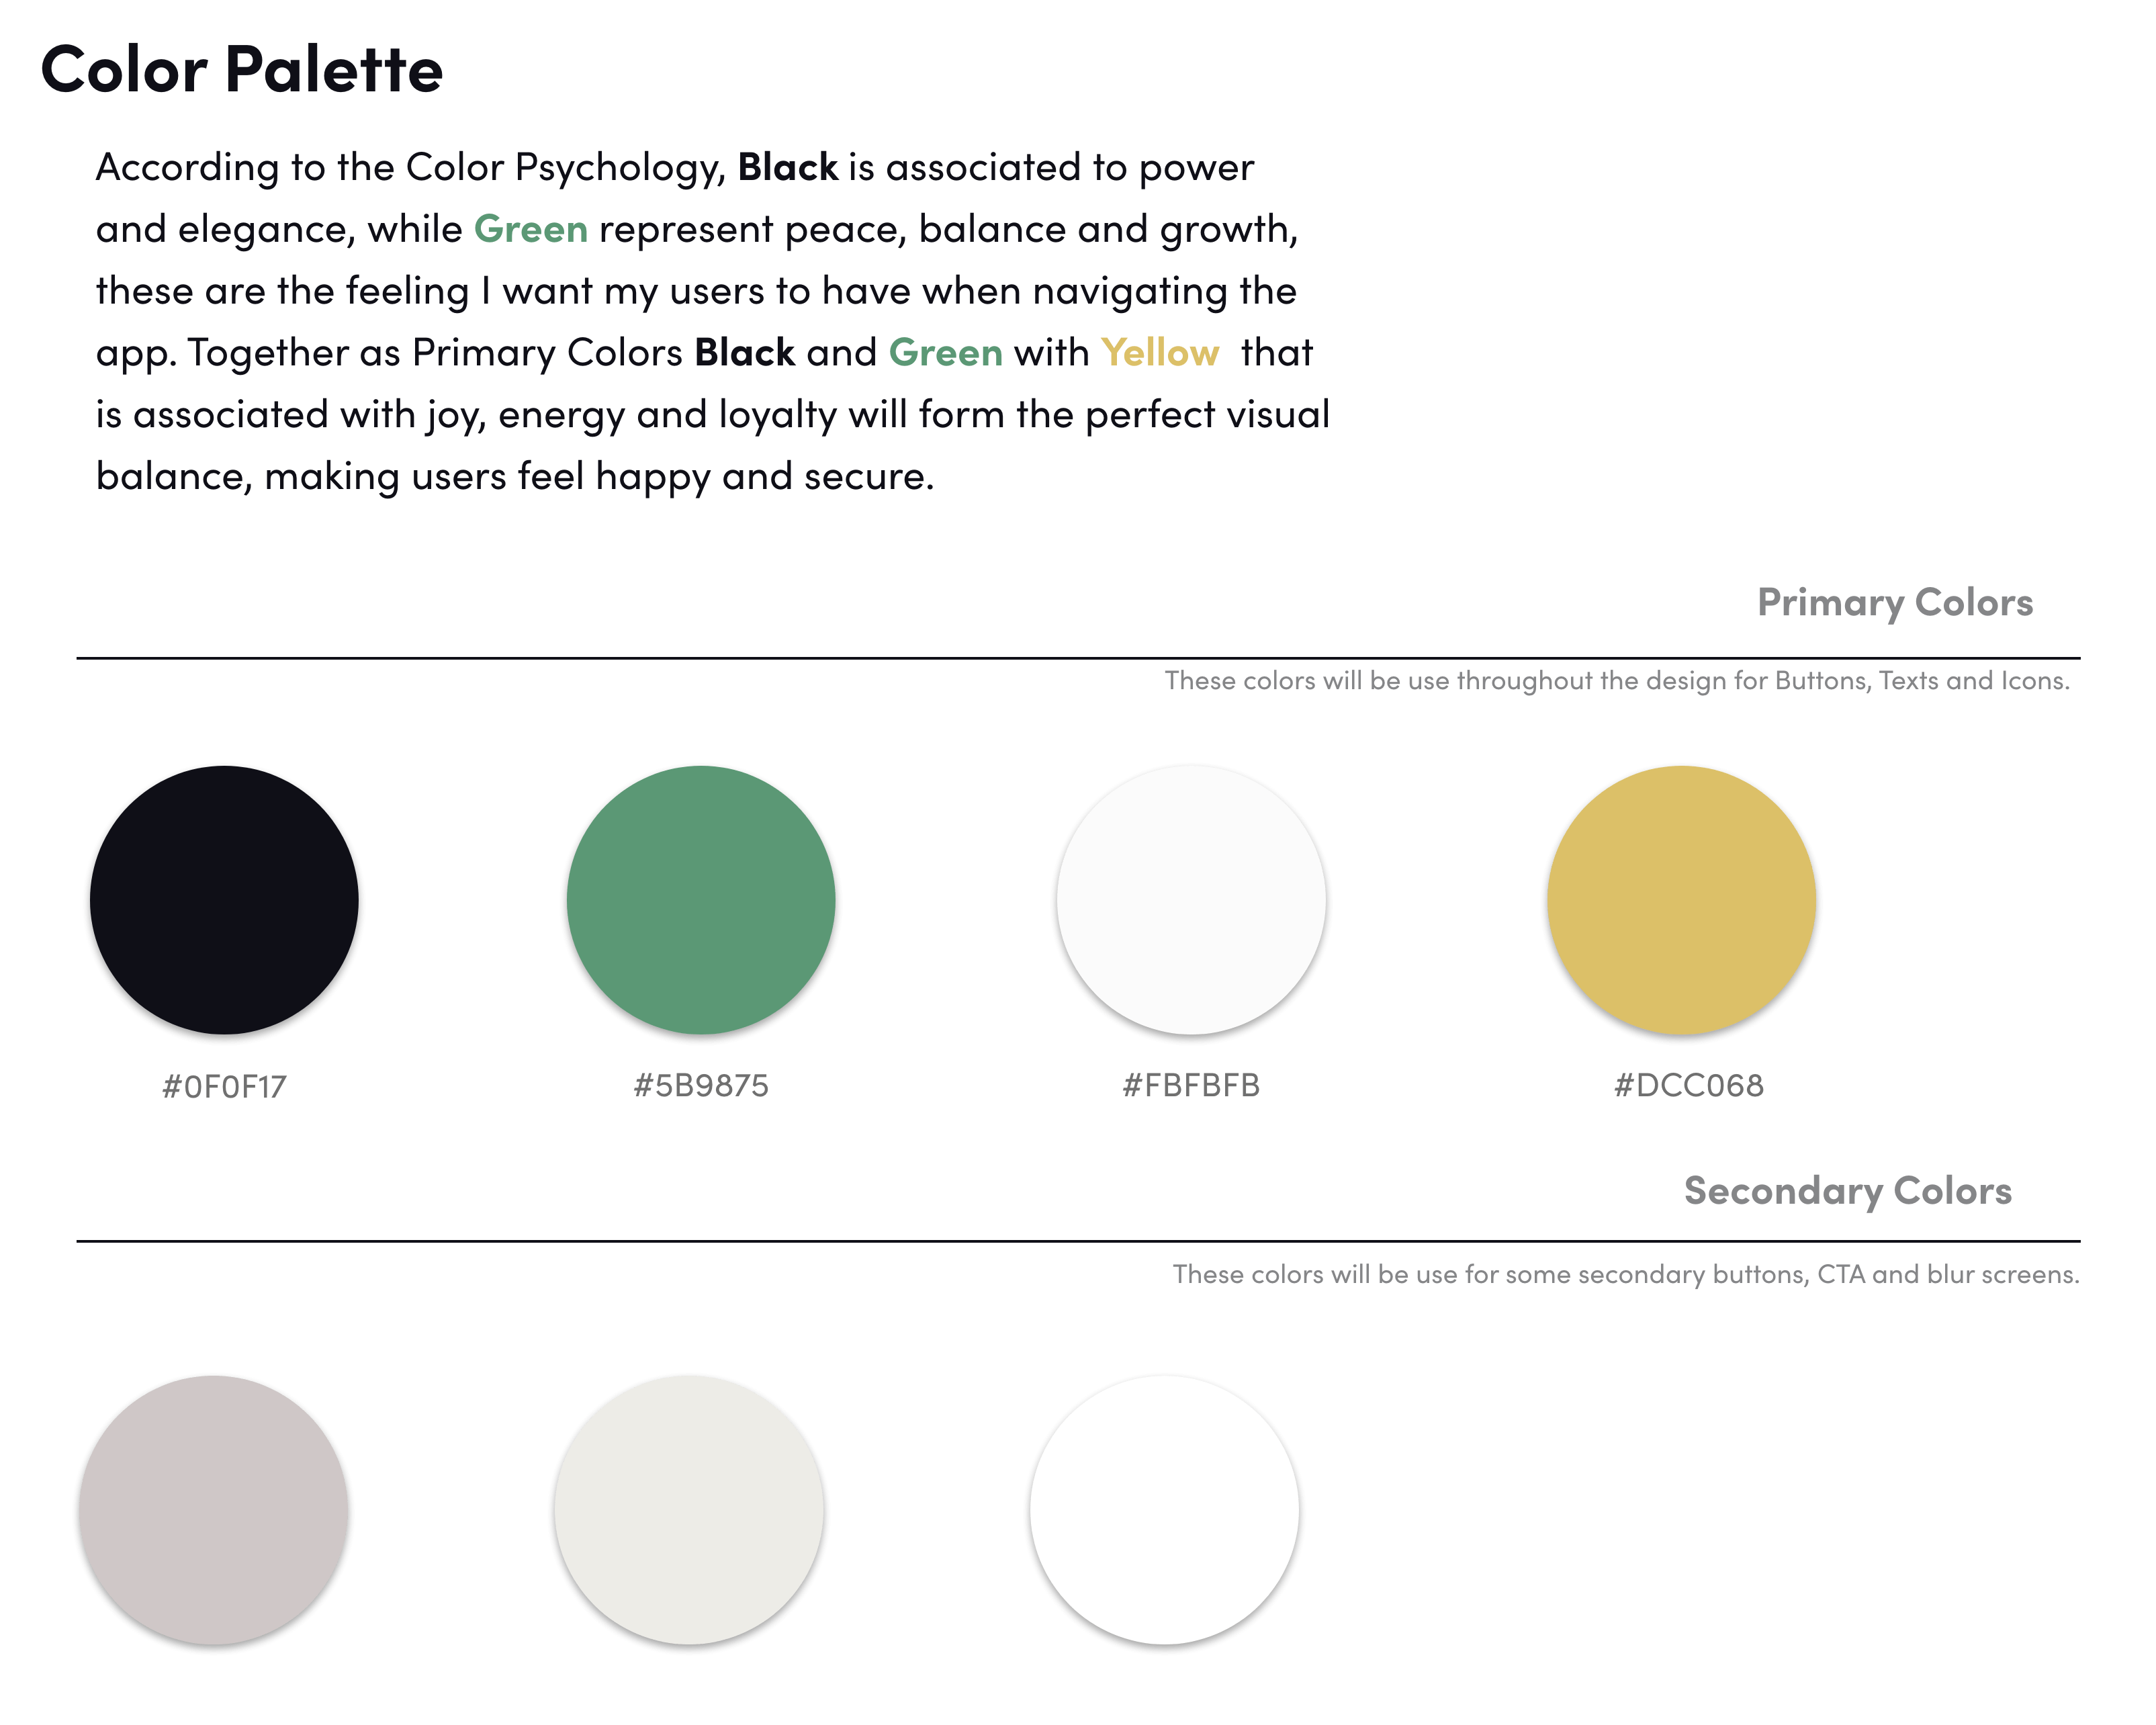 Color Palette
According to the Color Psychology, Black is associated to power
and elegance, while Green represent peace, balance and growth,
these are the feeling I want my users to have when navigating the
app. Together as Primary Colors Black and Green with Yellow that
is associated with joy, energy and loyalty will form the perfect visual
balance, making users feel happy and secure.
Primary Colors
These colors will be use throughout the design for Buttons, Texts and Icons.
#0F0F17 #5B9875 #FBFBFB #DCC068
Secondary Colors
These colors will be use for some secondary buttons, CTA and blur screens.